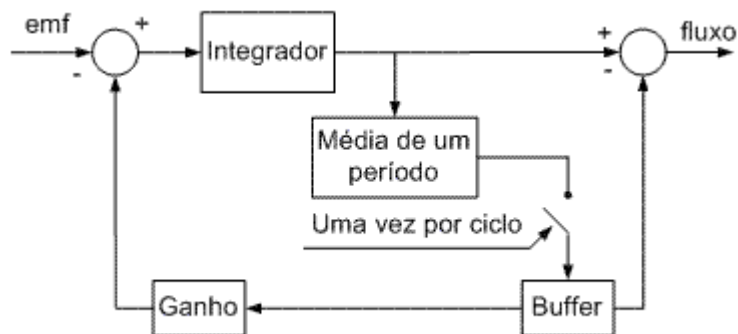 emf
+
-
Integrador
+
-
fluxo
Média de um
período
Uma vez por ciclo
Ganho
Buffer